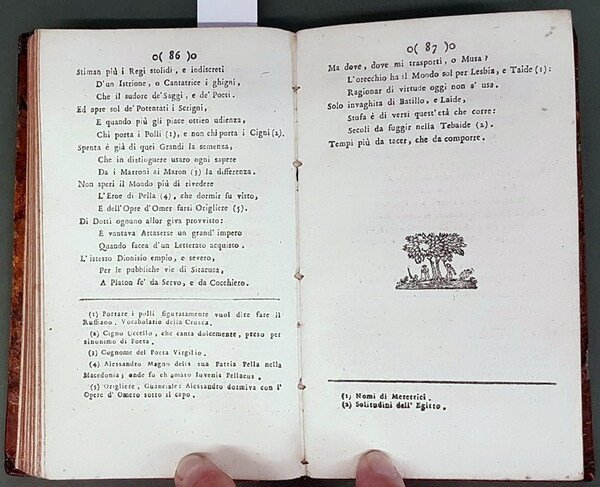 o( 86 )o
Stiman più i Regi stolidi, e indiscreti
D'un Istrione, o Cantatrice i ghigni,
Che il sudore de' Saggi, e de' Poeti.
Ed apre sol de' Potentati i Scrigni,
E quando più gli piace ottien udienza,
Chi porta i Polli (1), e non chi porta i Cigni (2).
Spenta è già di quei Grandi la semenza,
Che in distinguere usaro ogni sapere
Da i Marroni ai Maron (3) la differenza.
Non speri il Mondo più di rivedere
L'Eroe di Pella (4), che dormir fu visto,
E dell'Opre d'Omer farsi Origliere (5).
Di Dotti ognuno allor giva provvisto:
E vantava Artaserse un grand' impero
Quando facea d'un Letterato acquisto.
L'istesso Dionisio empio, e severo,
Per le pubbliche vie di Siracusa,
A Platon fe' da Servo, e da Cocchiero.
(1) Portare i polli figuratamente vuol dire fare il
Ruffiano. Vocabolario della Crusca.
(2) Cigno Uccello, che canta dolcemente, preso per
sinonimo di Poeta.
(3) Cognome del Poeta Virgilio.
(4) Alessandro Magno della sua Patria Pella nella
Macedonia; onde fu chiamato Iuvenis Pellaeus.
(5) Origliere, Guanciale: Alessandro dormiva con l'
Opere d'Omero sotto il capo.
o( 87 )o
Ma dove, dove mi trasporti, o Musa?
L'orecchio ha il Mondo sol per Lesbia, e Taide (1):
Ragionar di virtude oggi non s'usa.
Solo invaghita di Batillo, e Laide,
Stufa è di versi quest'età che corre:
Secoli da fuggir nella Tebaide (2).
Tempi più da tacer, che da comporre.
(1) Nomi di Meretrici.
(2) Solitudini dell'Egitto.